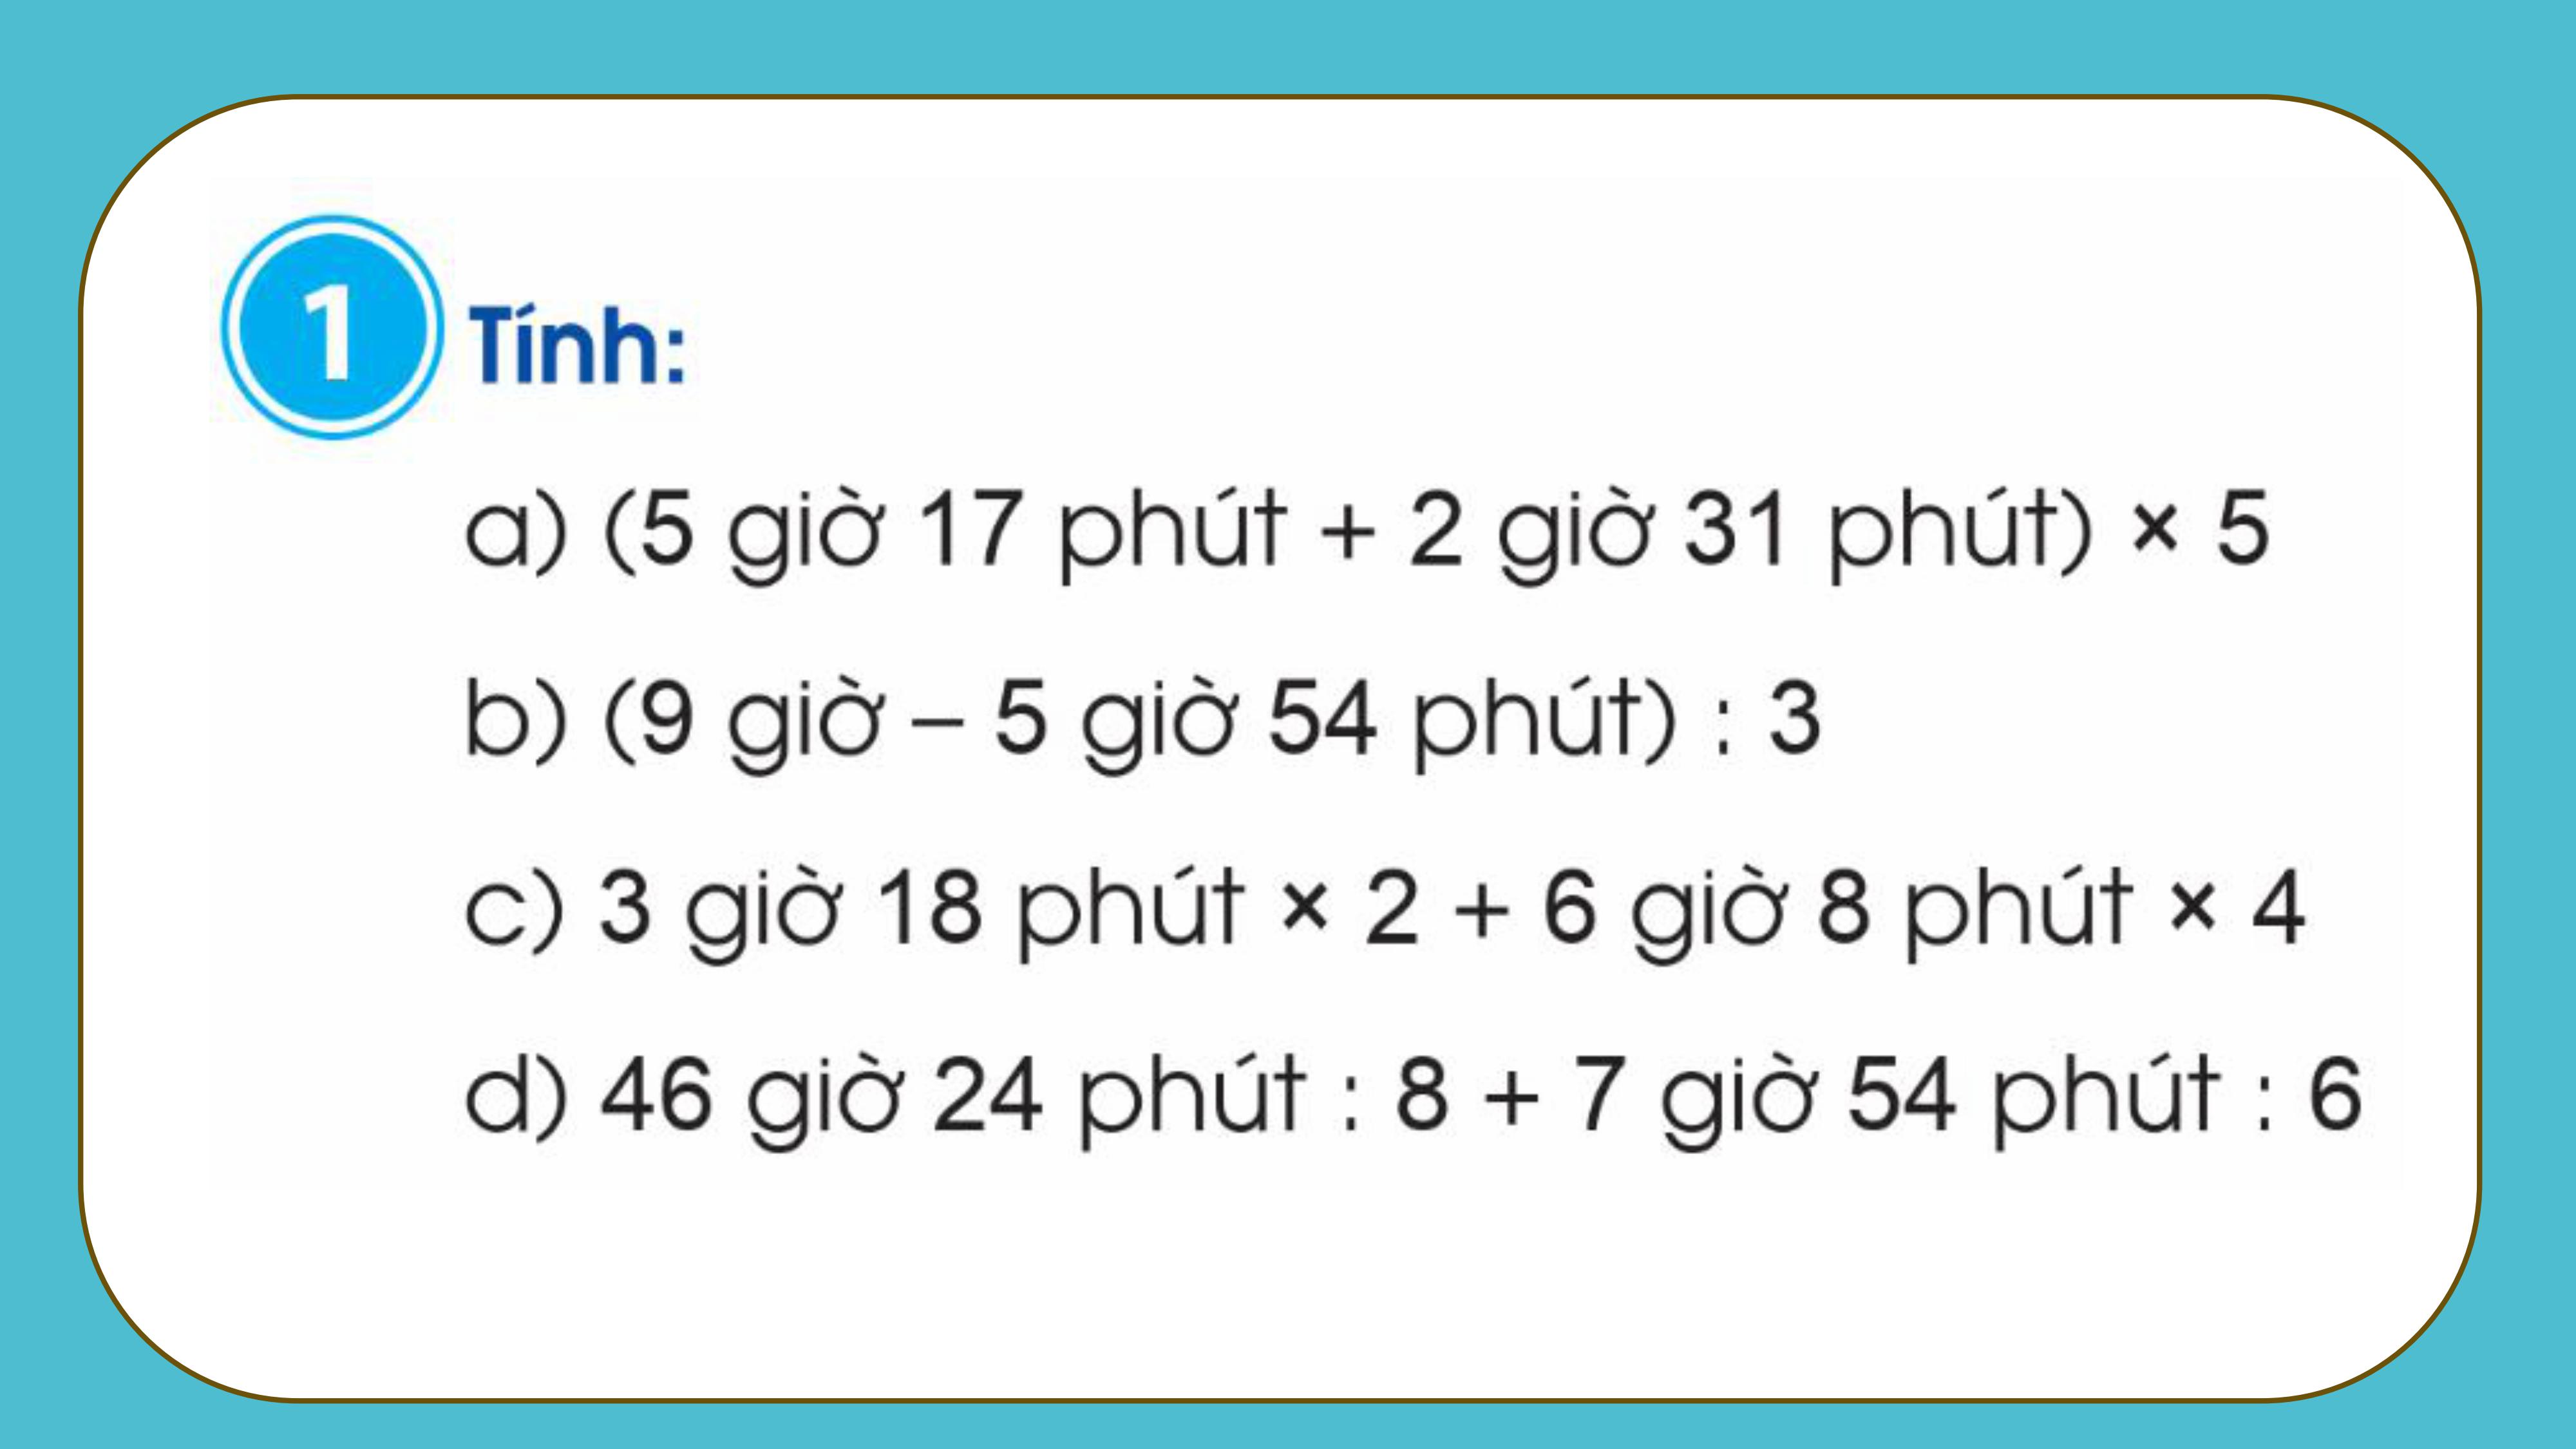 1 Tính:
a) (5 giờ 17 phút + 2 giờ 31 phút) × 5
b) (9 giờ – 5 giờ 54 phút) : 3
c) 3 giờ 18 phút × 2 + 6 giờ 8 phút × 4
d) 46 giờ 24 phút : 8 + 7 giờ 54 phút : 6